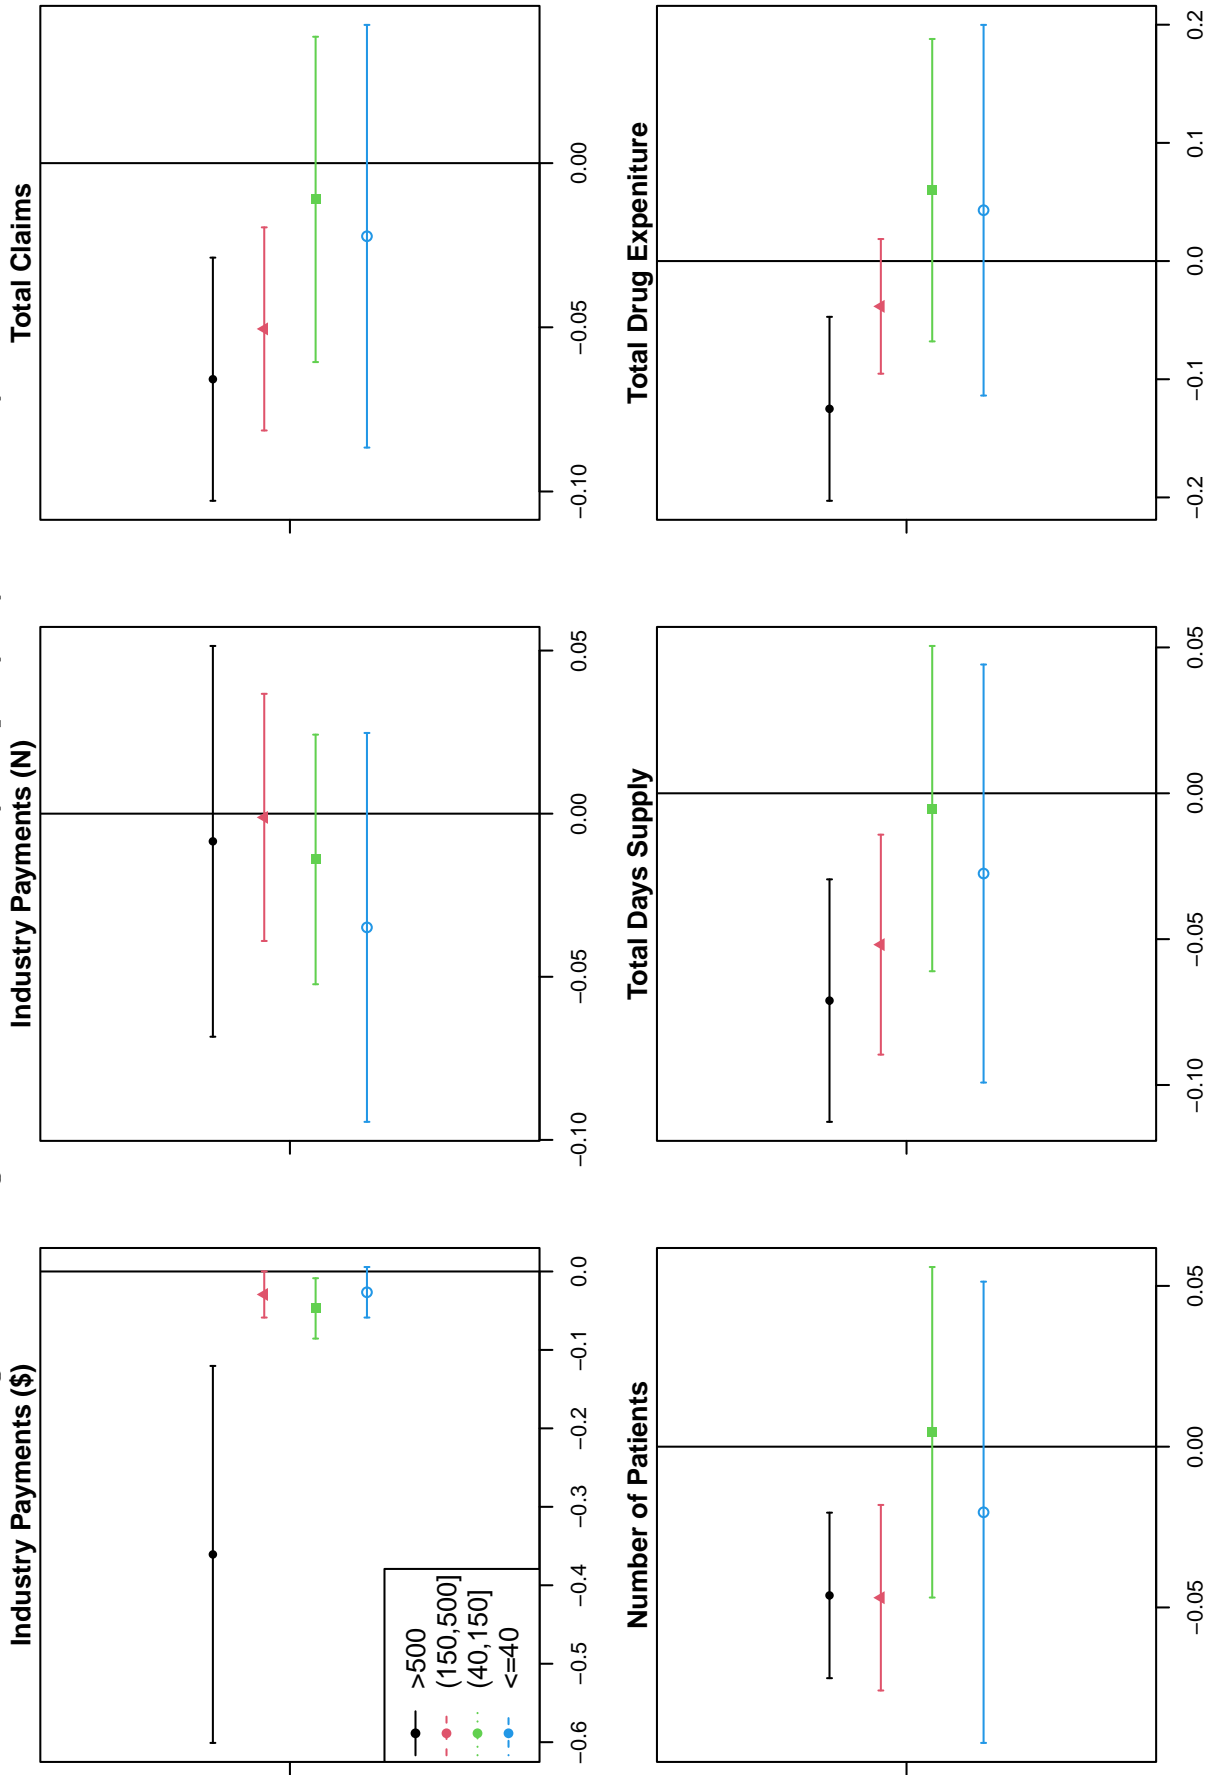 Industry Payments ($)
−0.6 −0.5 −0.4 −0.3 −0.2 −0.1 0.0
>500
(150,500]
(40,150]
<=40
Industry Payments (N)
−0.10 −0.05 0.00 0.05
Total Claims
−0.10 −0.05 0.00
Number of Patients
−0.05 0.00 0.05
Total Days Supply
−0.10 −0.05 0.00 0.05
Total Drug Expeniture
−0.2 −0.1 0.0 0.1 0.2